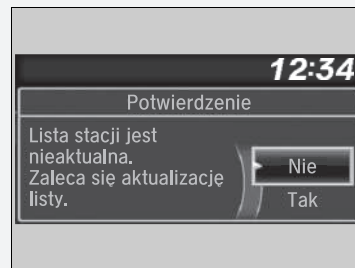 12:34
Potwierdzenie
Lista stacji jest
nieaktualna.
Zaleca się aktualizację
listy.
Nie
Tak